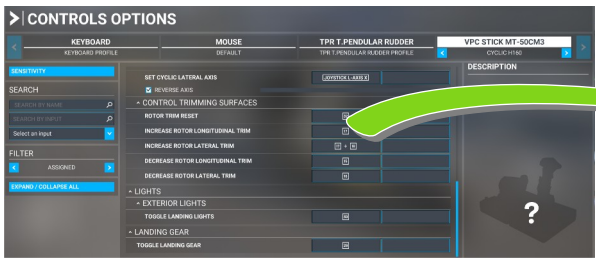 CONTROLS OPTIONS
KEYBOARD
KEYBOARD PROFILE
MOUSE
DEFAULT
TPR T.PENDULAR RUDDER
TPR T.PENDULAR RUDDER PROFILE
VPC STICK MT-50CM3
CYCLIC H160
SENSITIVITY
SEARCH
SEARCH BY NAME
SEARCH BY INPUT
Select an input
FILTER
ASSIGNED
EXPAND / COLLAPSE ALL
SET CYCLIC LATERAL AXIS
JOYSTICK L-AXIS X
REVERSE AXIS
CONTROL TRIMMING SURFACES
ROTOR TRIM RESET
INCREASE ROTOR LONGITUDINAL TRIM
INCREASE ROTOR LATERAL TRIM
+
DECREASE ROTOR LONGITUDINAL TRIM
DECREASE ROTOR LATERAL TRIM
LIGHTS
EXTERIOR LIGHTS
TOGGLE LANDING LIGHTS
LANDING GEAR
TOGGLE LANDING GEAR
DESCRIPTION
?